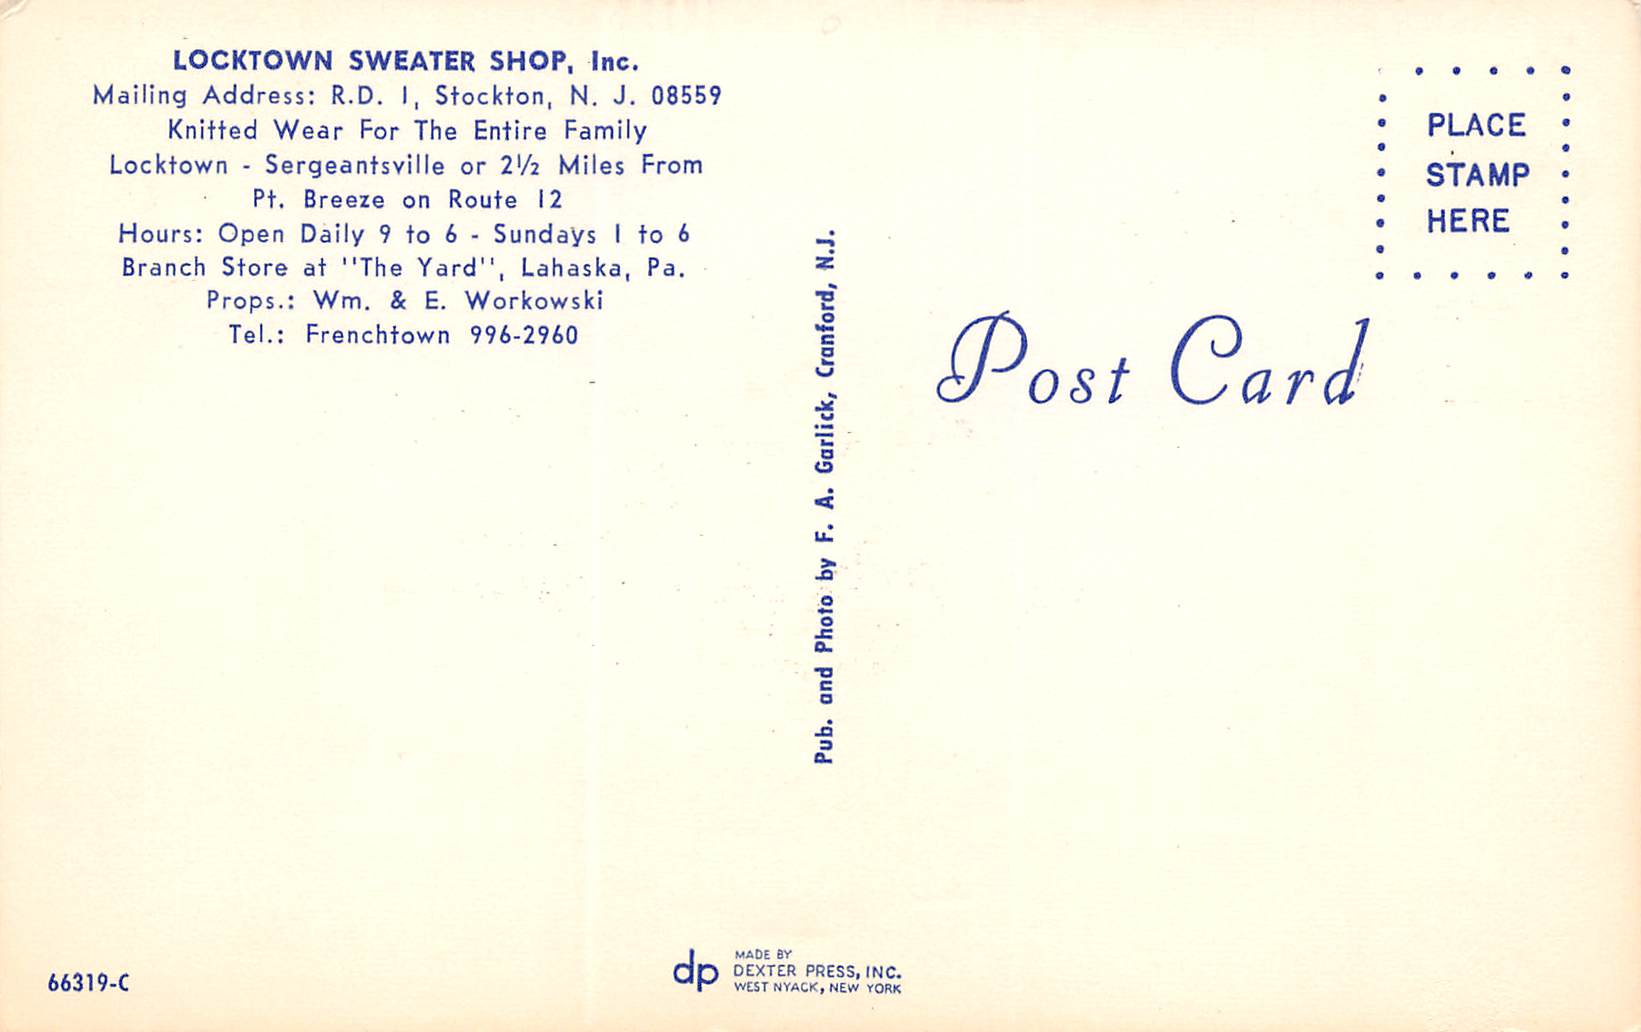 LOCKTOWN SWEATER SHOP, Inc.
Mailing Address: R.D. 1, Stockton, N. J. 08559
Knitted Wear For The Entire Family
Locktown - Sergeantsville or 2½ Miles From
Pt. Breeze on Route 12
Hours: Open Daily 9 to 6 - Sundays 1 to 6
Branch Store at "The Yard", Lahaska, Pa.
Props.: Wm. & E. Workowski
Tel.: Frenchtown 996-2960
Pub. and Photo by F. A. Garlick, Cranford, N.J.
PLACE
STAMP
HERE
Post Card
66319-C
dp
MADE BY
DEXTER PRESS, INC.
WEST NYACK, NEW YORK